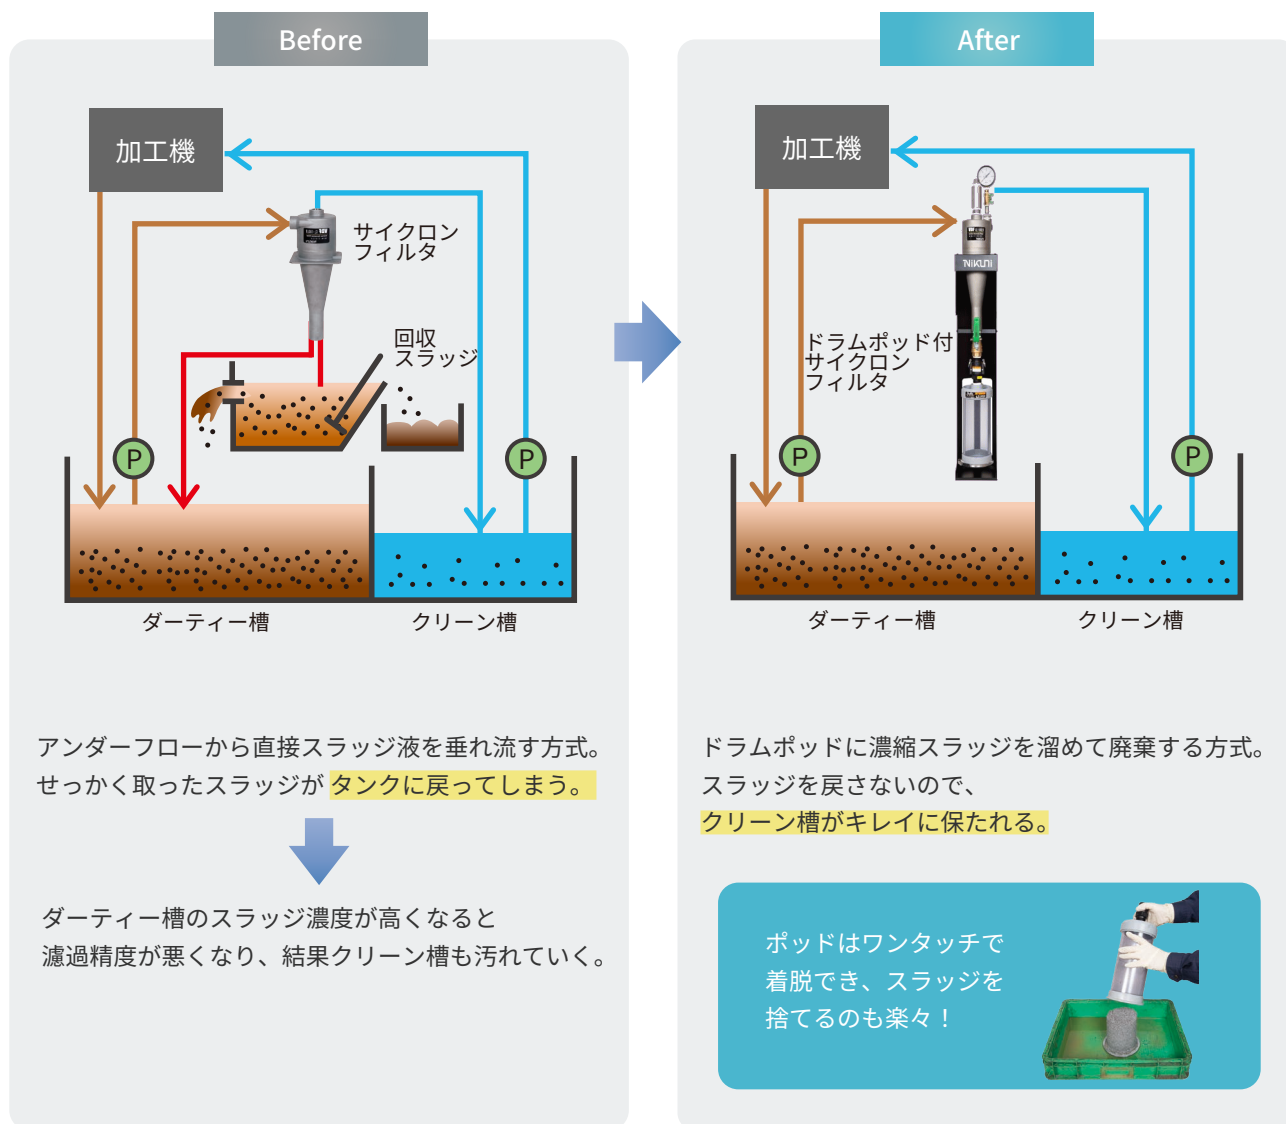 Before
加工機
サイクロン
フィルタ
回収
スラッジ
P
P
ダーティー槽
クリーン槽
アンダーフローから直接スラッジ液を垂れ流す方式。
せっかく取ったスラッジが タンクに戻ってしまう。
ダーティー槽のスラッジ濃度が高くなると
濾過精度が悪くなり、結果クリーン槽も汚れていく。
After
加工機
NIKUNI
ドラムポッド付
サイクロン
フィルタ
P
P
ダーティー槽
クリーン槽
ドラムポッドに濃縮スラッジを溜めて廃棄する方式。
スラッジを戻さないので、
クリーン槽がキレイに保たれる。
ポッドはワンタッチで
着脱でき、スラッジを
捨てるのも楽々！